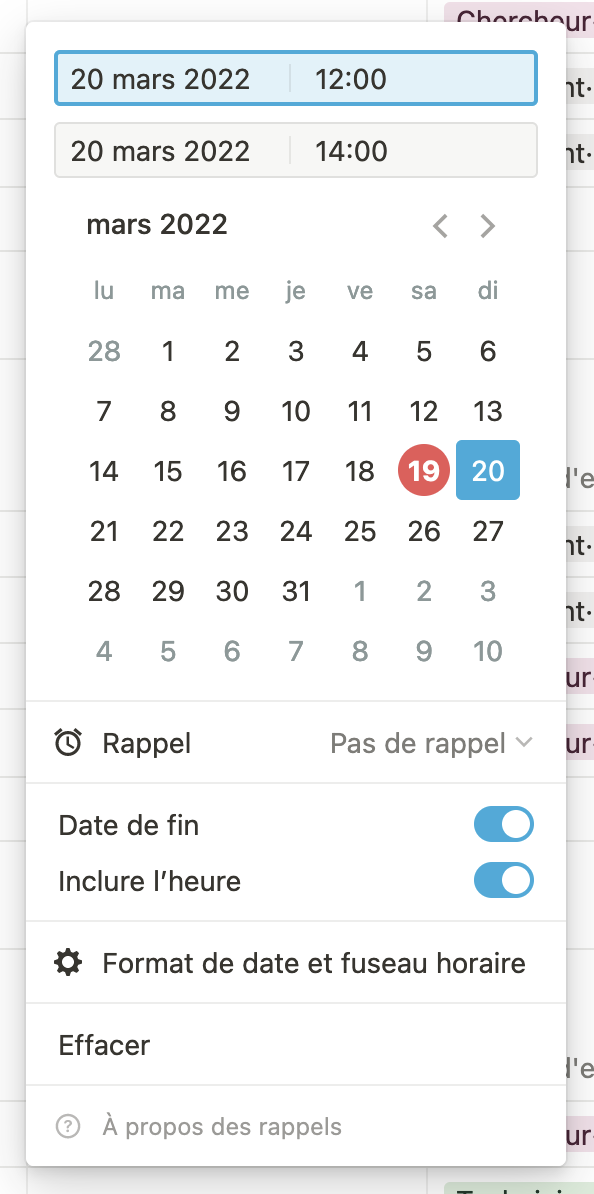 Chercheur·
20 mars 2022 12:00
20 mars 2022 14:00
mars 2022
lu ma me je ve sa di
28 1 2 3 4 5 6
7 8 9 10 11 12 13
14 15 16 17 18 19 20
21 22 23 24 25 26 27
28 29 30 31 1 2 3
4 5 6 7 8 9 10
Rappel Pas de rappel
Date de fin
Inclure l’heure
Format de date et fuseau horaire
Effacer
À propos des rappels